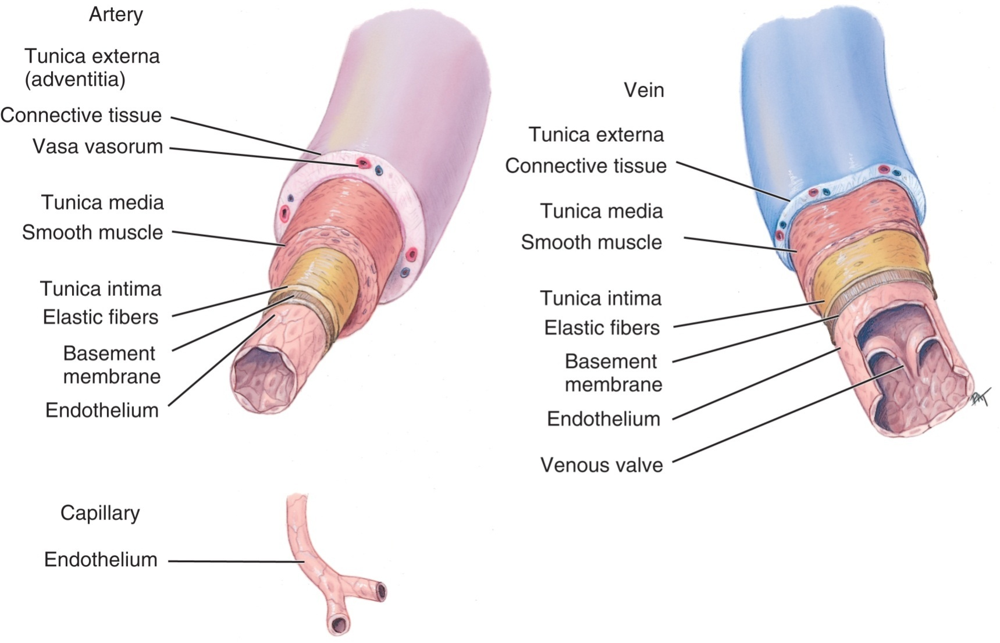 Artery
Tunica externa
(adventitia)
Connective tissue
Vasa vasorum
Tunica media
Smooth muscle
Tunica intima
Elastic fibers
Basement
membrane
Endothelium
Capillary
Endothelium
Vein
Tunica externa
Connective tissue
Tunica media
Smooth muscle
Tunica intima
Elastic fibers
Basement
membrane
Endothelium
Venous valve